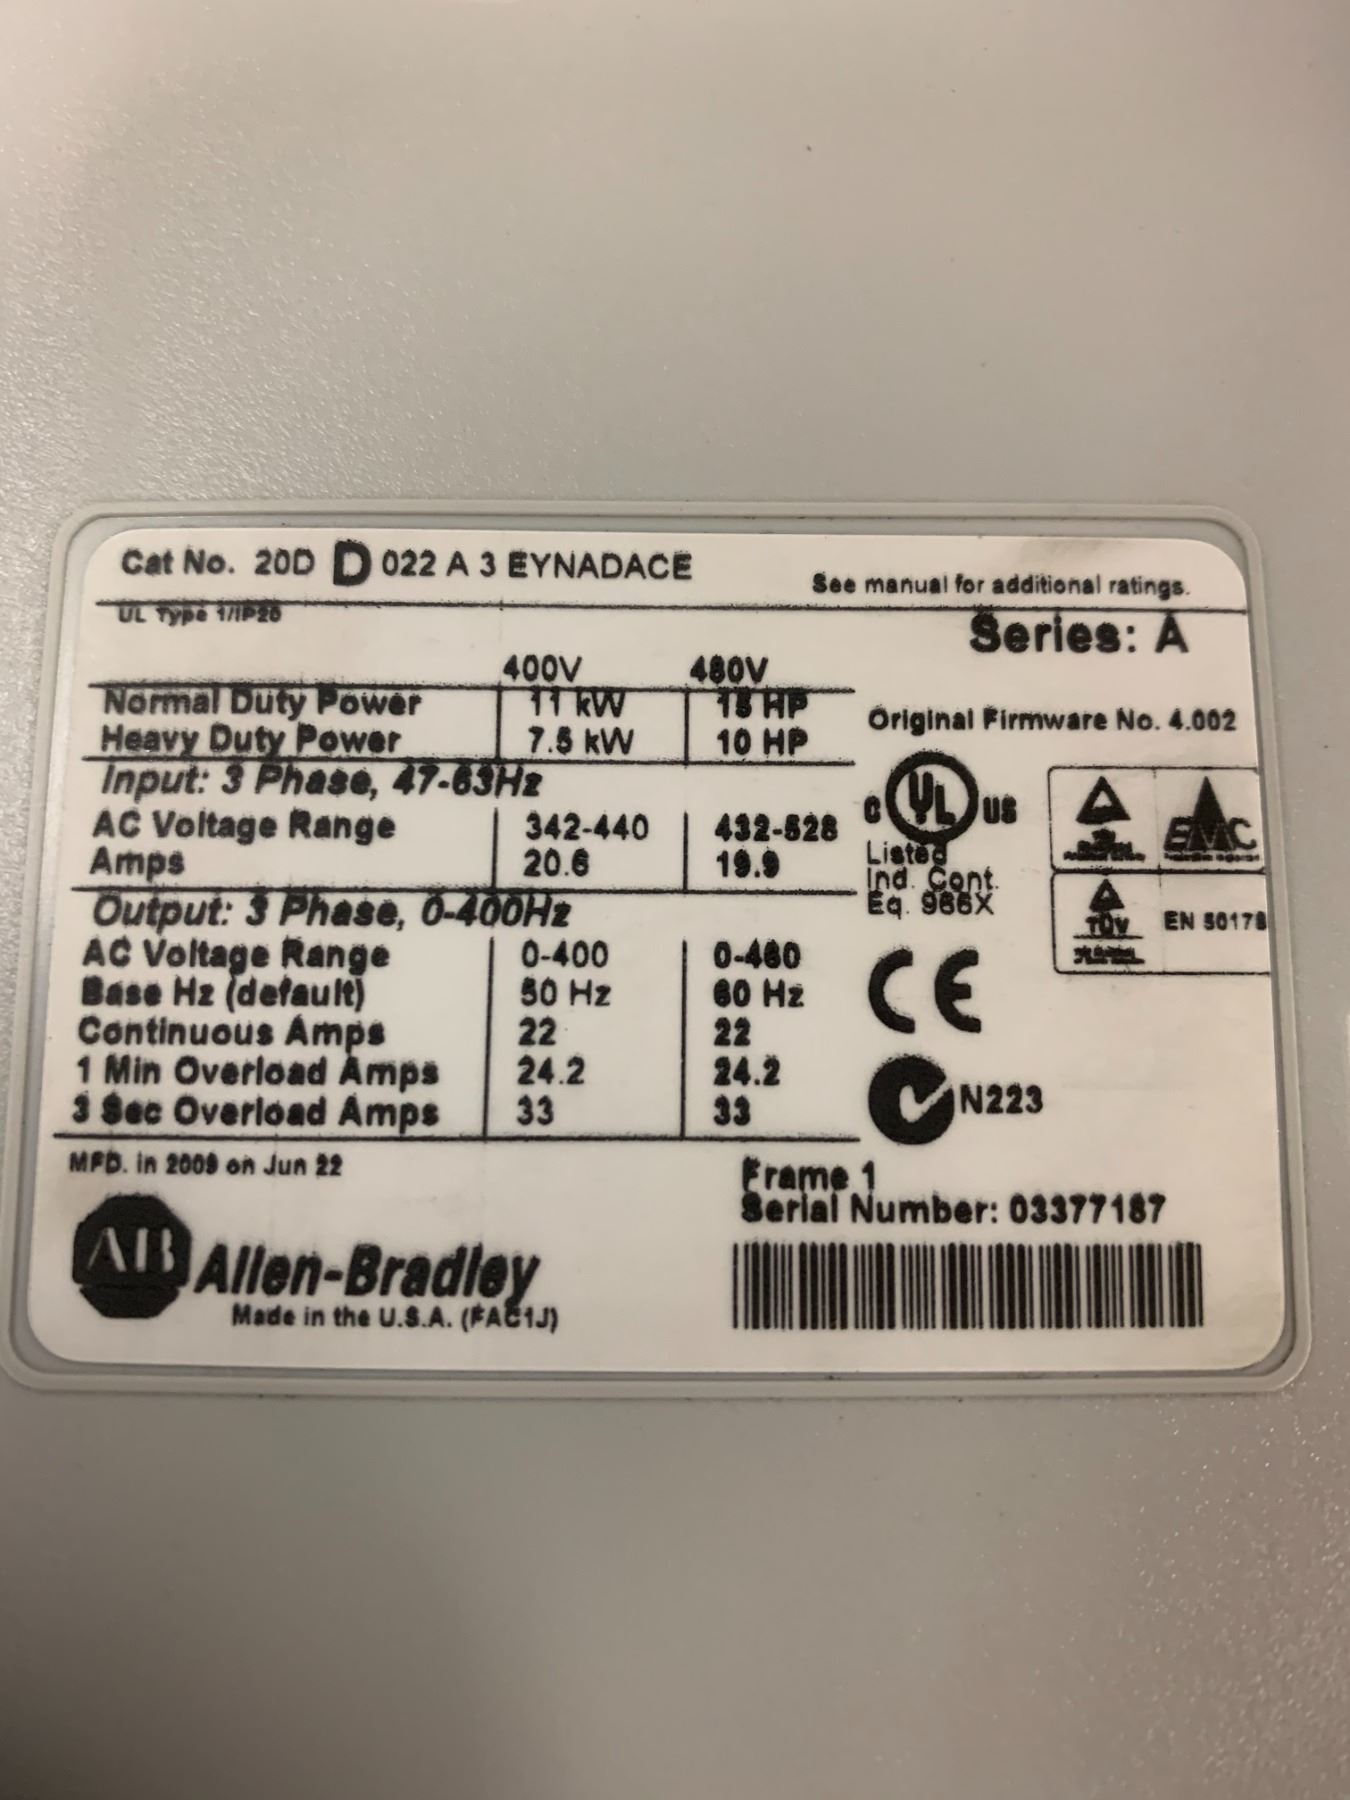 Cat No. 20D D 022 A 3 EYNADACE
See manual for additional ratings.
UL Type 1/IP20
Series: A
400V 480V
Normal Duty Power 11 kW 15 HP
Heavy Duty Power 7.5 kW 10 HP
Original Firmware No. 4.002
Input: 3 Phase, 47-63Hz
AC Voltage Range 342-440 432-528
Amps 20.6 19.9
C UL US
Listed
Ind. Cont.
Eq. 966X
EMC
TÜV
EN 50178
Output: 3 Phase, 0-400Hz
AC Voltage Range 0-400 0-460
Base Hz (default) 50 Hz 60 Hz
Continuous Amps 22 22
1 Min Overload Amps 24.2 24.2
3 Sec Overload Amps 33 33
CE
N223
MFD. in 2009 on Jun 22
Frame 1
Serial Number: 03377187
AB Allen-Bradley
Made in the U.S.A. (FAC1J)